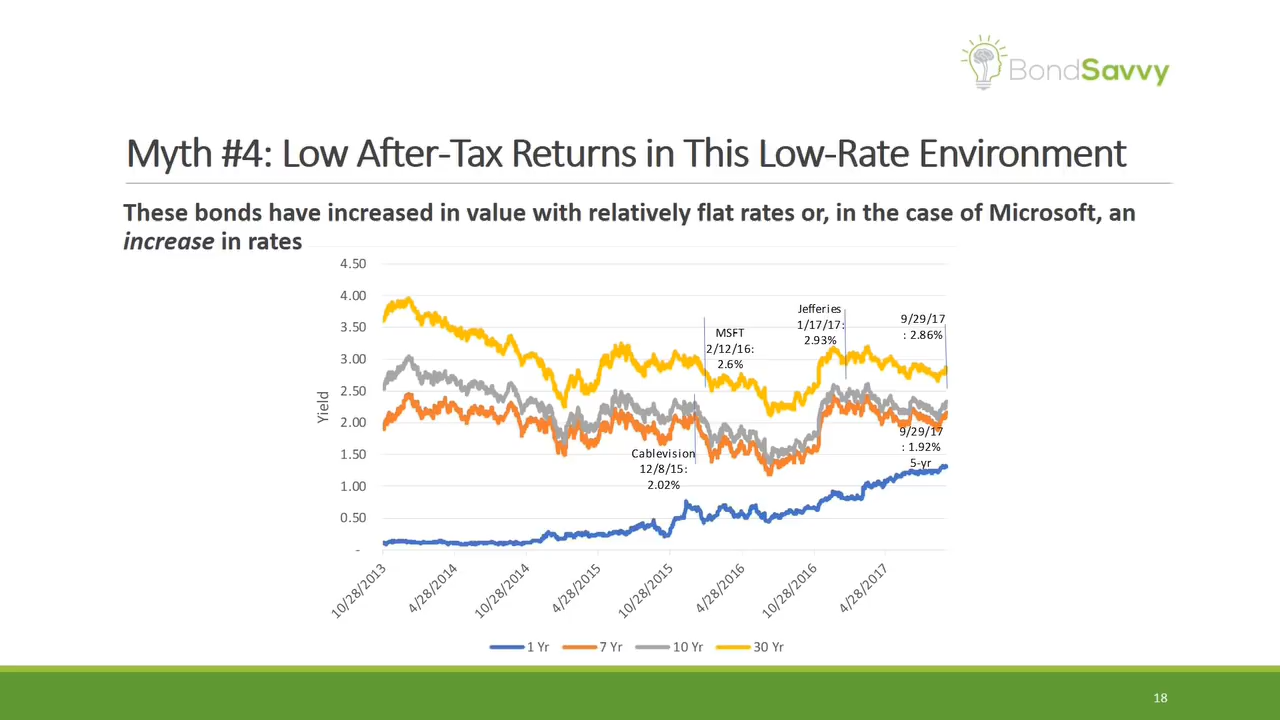 BondSavvy
Myth #4: Low After-Tax Returns in This Low-Rate Environment
These bonds have increased in value with relatively flat rates or, in the case of Microsoft, an
increase in rates
4.50
4.00
3.50
3.00
2.50
2.00
1.50
1.00
0.50
-
Yield
MSFT
2/12/16:
2.6%
Jefferies
1/17/17:
2.93%
9/29/17
: 2.86%
Cablevision
12/8/15:
2.02%
9/29/17
: 1.92%
5-yr
10/28/2013
4/28/2014
10/28/2014
4/28/2015
10/28/2015
4/28/2016
10/28/2016
4/28/2017
1 Yr
7 Yr
10 Yr
30 Yr
18